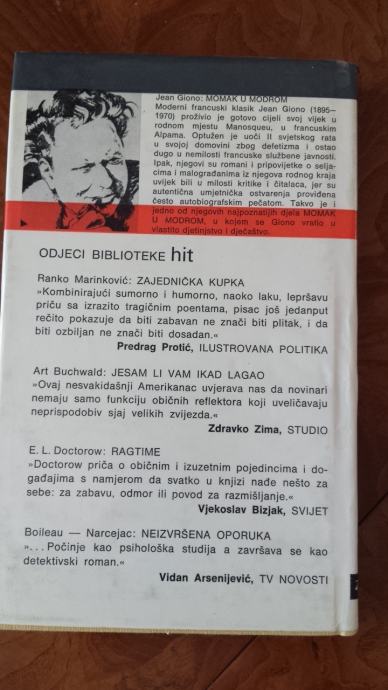 Jean Giono: MOMAK U MODROM
Moderni francuski klasik Jean Giono (1895—
1970) proživio je gotovo cijeli svoj vijek u
rodnom mjestu Manosqueu, u francuskim
Alpama. Optužen je uoči II svjetskog rata
u svojoj domovini zbog defetizma i ostao
dugo u nemilosti francuske službene javnosti.
Ipak, njegovi su romani i pripovijetke o selja-
cima i malograđanima iz njegova rodnog kraja
uvijek bili u milosti kritike i čitalaca, jer su
autentična umjetnička ostvarenja proviđena
često autobiografskim pečatom. Takvo je i
jedno od njegovih najpoznatijih djela MOMAK
U MODROM, u kojem se Giono vratio u
vlastito djetinjstvo i dječaštvo.
ODJECI BIBLIOTEKE hit
Ranko Marinković: ZAJEDNIČKA KUPKA
»Kombinirajući sumorno i humorno, naoko laku, lepršavu
priču sa izrazito tragičnim poentama, pisac još jedanput
rečito pokazuje da biti zabavan ne znači biti plitak, i da
biti ozbiljan ne znači biti dosadan.«
Predrag Protić, ILUSTROVANA POLITIKA
Art Buchwald: JESAM LI VAM IKAD LAGAO
»Ovaj nesvakidašnji Amerikanac uvjerava nas da novinari
nemaju samo funkciju običnih reflektora koji uveličavaju
neprispodobiv sjaj velikih zvijezda.«
Zdravko Zima, STUDIO
E. L. Doctorow: RAGTIME
»Doctorow priča o običnim i izuzetnim pojedincima i do-
gađajima s namjerom da svatko u knjizi nađe nešto za
sebe: za zabavu, odmor ili povod za razmišljanje.«
Vjekoslav Bizjak, SVIJET
Boileau — Narcejac: NEIZVRŠENA OPORUKA
»... Počinje kao psihološka studija a završava se kao
detektivski roman.«
Vidan Arsenijević, TV NOVOSTI